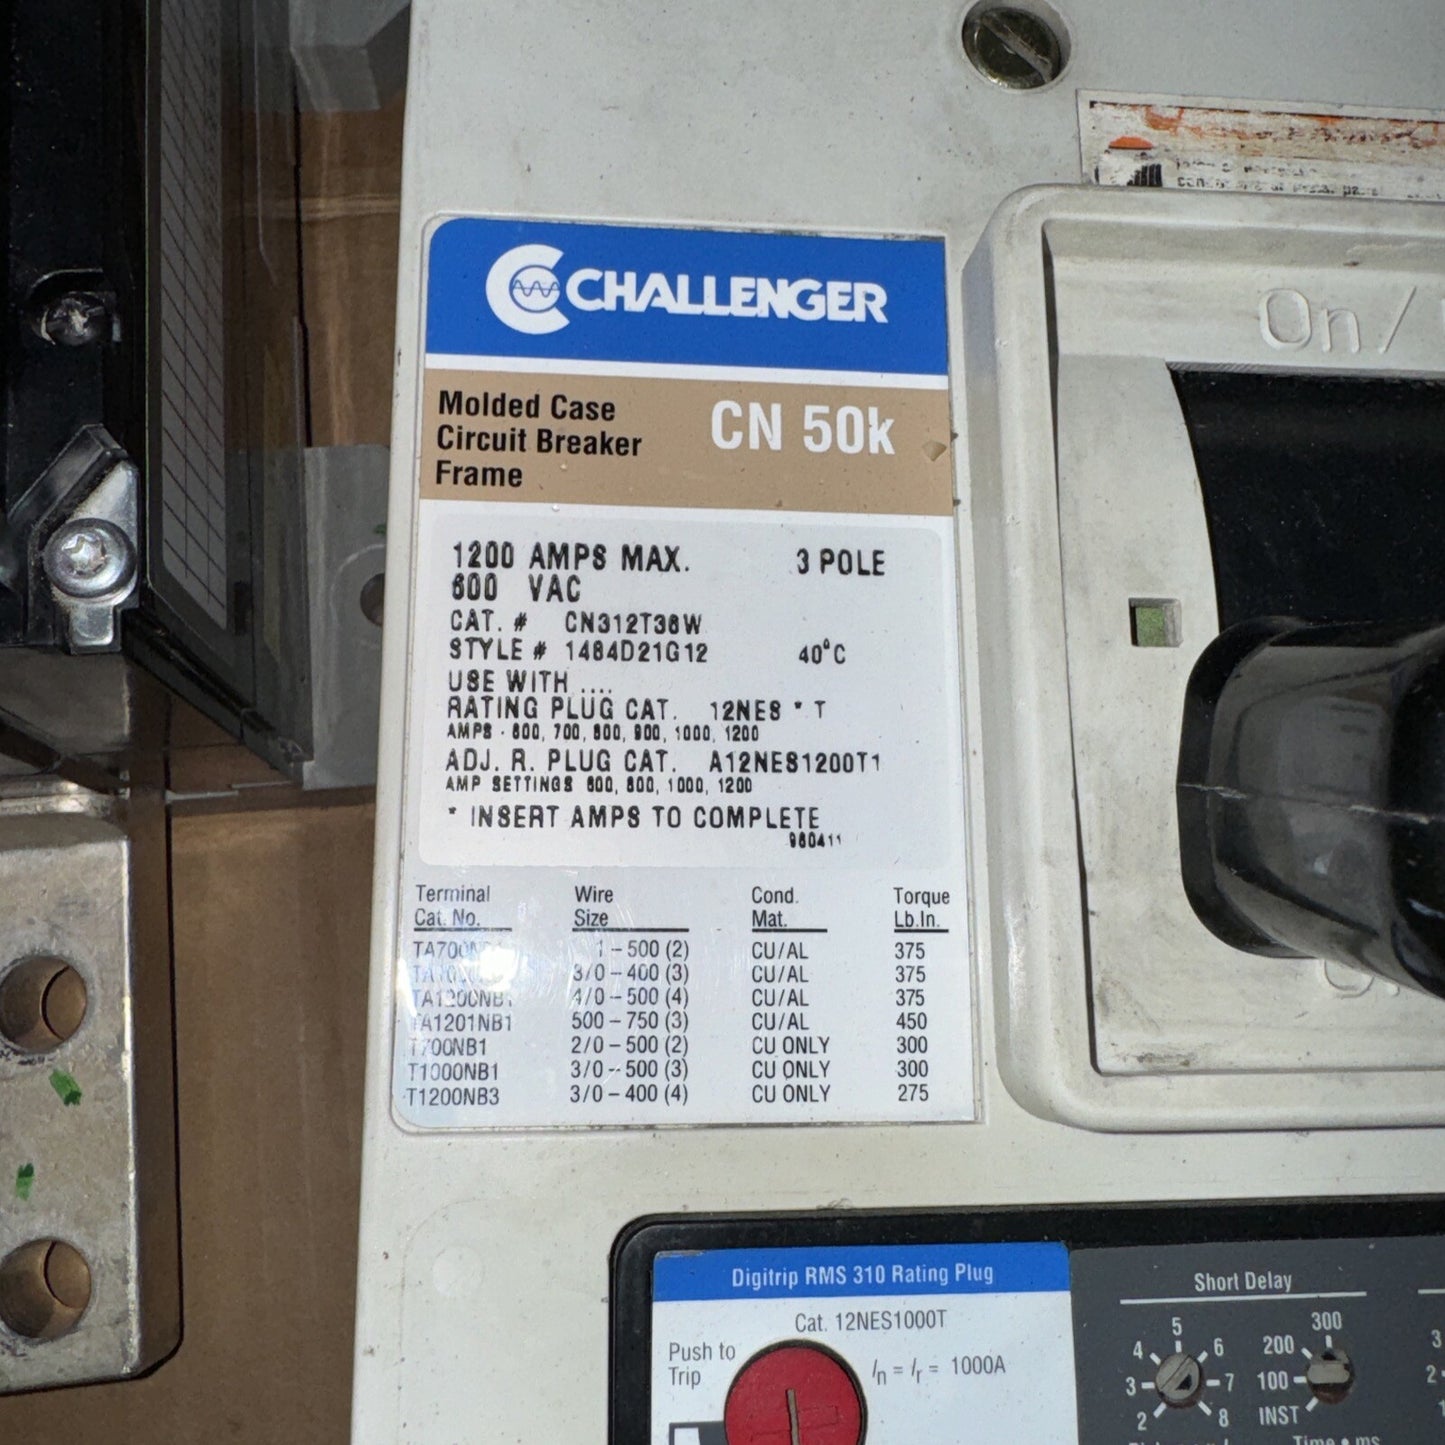 CHALLENGER
Molded Case
Circuit Breaker
Frame
CN 50k
1200 AMPS MAX. 3 POLE
600 VAC
CAT. # CN312T36W
STYLE # 1484D21G12 40°C
USE WITH ....
RATING PLUG CAT. 12NES * T
AMPS - 600, 700, 800, 900, 1000, 1200
ADJ. R. PLUG CAT. A12NES1200T1
AMP SETTINGS 600, 800, 1000, 1200
* INSERT AMPS TO COMPLETE
960411
Terminal Wire Cond. Torque
Cat. No. Size Mat. Lb.In.
1 – 500 (2) CU/AL 375
3/0 – 400 (3) CU/AL 375
TA1200NB1 4/0 – 500 (4) CU/AL 375
TA1201NB1 500 – 750 (3) CU/AL 450
T700NB1 2/0 – 500 (2) CU ONLY 300
T1000NB1 3/0 – 500 (3) CU ONLY 300
T1200NB3 3/0 – 400 (4) CU ONLY 275
On /
Digitrip RMS 310 Rating Plug
Cat. 12NES1000T
Push to
Trip
In = Ir = 1000A
Short Delay
2 3 4 5 6 7 8
INST 100 200 300
Time • ms